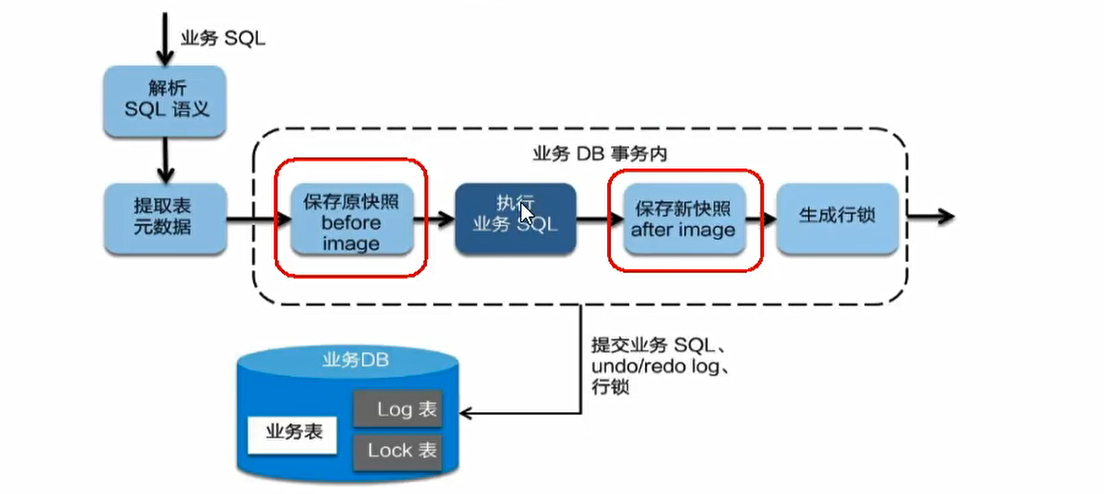 业务 SQL
解析
SQL 语义
业务 DB 事务内
提取表
元数据
保存原快照
before
image
执行
业务 SQL
保存新快照
after image
生成行锁
提交业务 SQL、
undo/redo log、
行锁
业务DB
业务表
Log 表
Lock 表